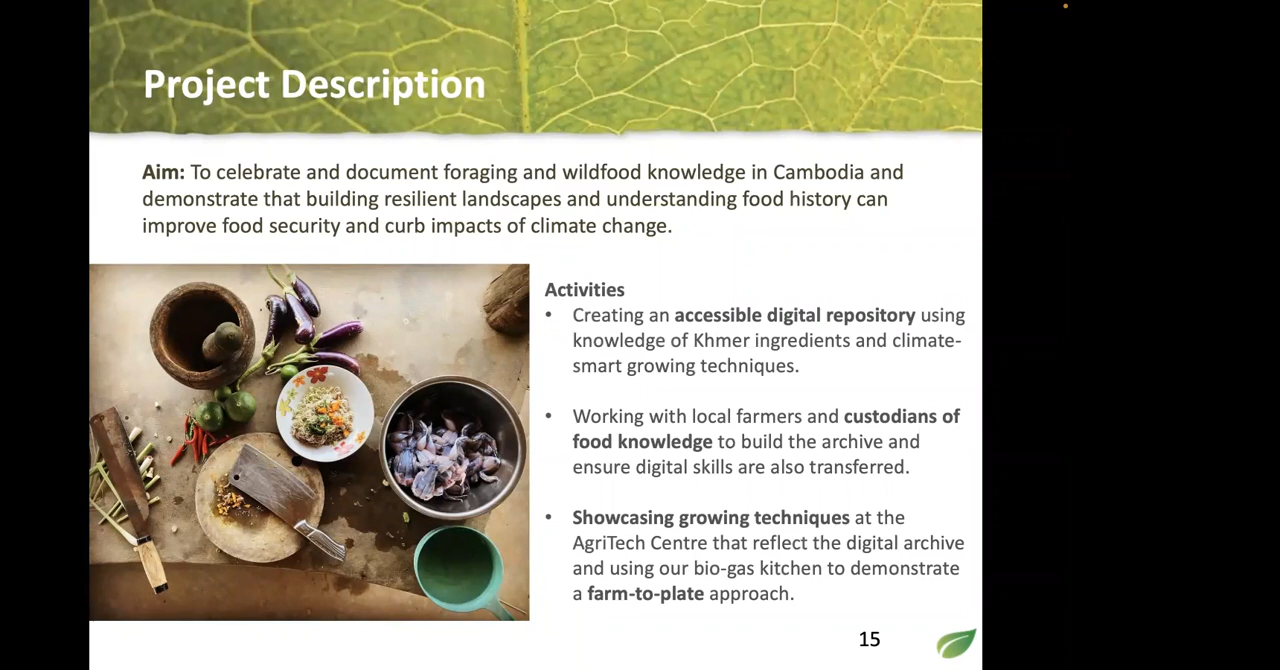 Project Description
Aim: To celebrate and document foraging and wildfood knowledge in Cambodia and
demonstrate that building resilient landscapes and understanding food history can
improve food security and curb impacts of climate change.
Activities
• Creating an accessible digital repository using
knowledge of Khmer ingredients and climate-
smart growing techniques.
• Working with local farmers and custodians of
food knowledge to build the archive and
ensure digital skills are also transferred.
• Showcasing growing techniques at the
AgriTech Centre that reflect the digital archive
and using our bio-gas kitchen to demonstrate
a farm-to-plate approach.
15